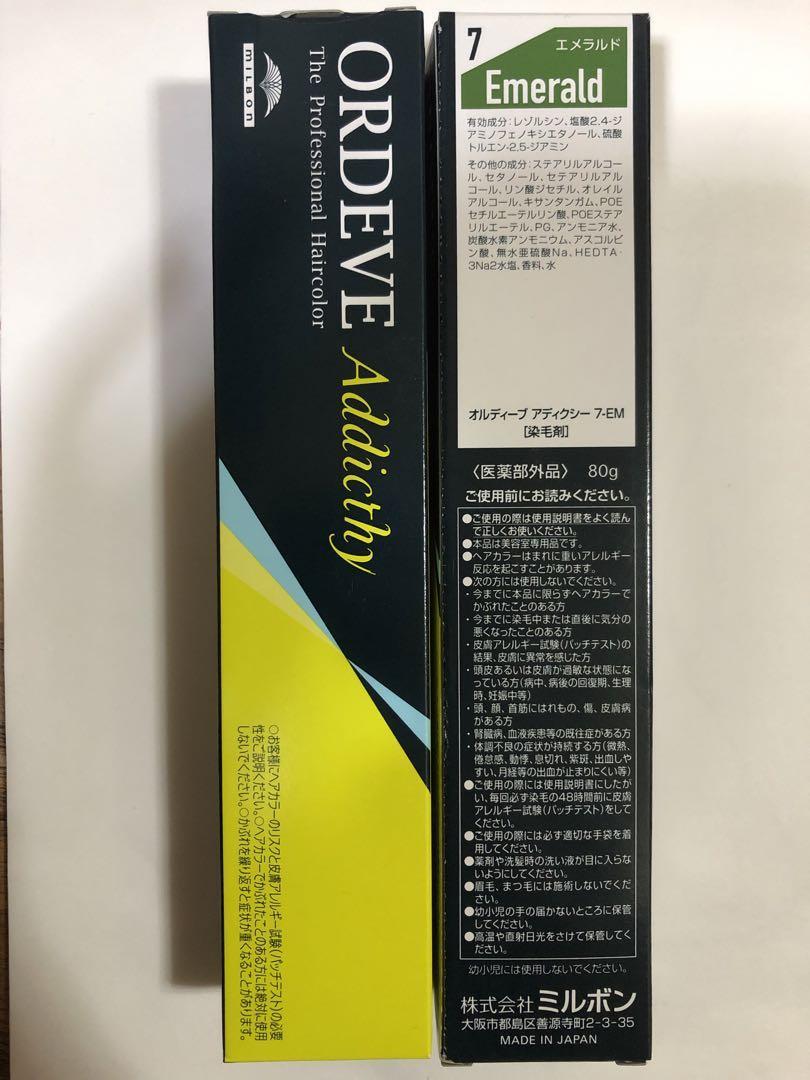 MILBON
ORDEVE Addicthy
The Professional Haircolor
○お客様にヘアカラーのリスクと皮膚アレルギー試験(パッチテスト)の必要
性をご説明ください。○ヘアカラーでかぶれたことのある方には絶対に使用
しないでください。○かぶれを繰り返すと症状が重くなることがあります。
7
エメラルド
Emerald
有効成分:レゾルシン、塩酸2,4-ジ
アミノフェノキシエタノール、硫酸
トルエン-2,5-ジアミン
その他の成分:ステアリルアルコー
ル、セタノール、セテアリルアル
コール、リン酸ジセチル、オレイル
アルコール、キサンタンガム、POE
セチルエーテルリン酸、POEステア
リルエーテル、PG、アンモニア水、
炭酸水素アンモニウム、アスコルビ
ン酸、無水亜硫酸Na、HEDTA・
3Na2水塩、香料、水
オルディーブ アディクシー 7-EM
[染毛剤]
〈医薬部外品〉 80g
ご使用前にお読みください。
●ご使用の際は使用説明書をよく読ん
で正しくお使いください。
●本品は美容室専用品です。
●ヘアカラーはまれに重いアレルギー
反応を起こすことがあります。
●次の方には使用しないでください。
・今までに本品に限らずヘアカラーで
かぶれたことのある方
・今までに染毛中または直後に気分の
悪くなったことのある方
・皮膚アレルギー試験(パッチテスト)の
結果、皮膚に異常を感じた方
・頭皮あるいは皮膚が過敏な状態にな
っている方(病中、病後の回復期、生理
時、妊娠中等)
・頭、顔、首筋にはれもの、傷、皮膚病
がある方
・腎臓病、血液疾患等の既往症がある方
・体調不良の症状が持続する方(微熱、
倦怠感、動悸、息切れ、紫斑、出血しや
すい、月経等の出血が止まりにくい等)
●ご使用の際には使用説明書にしたが
い、毎回必ず染毛の48時間前に皮膚
アレルギー試験(パッチテスト)をして
ください。
●ご使用の際には必ず適切な手袋を着
用してください。
●薬剤や洗髪時の洗い液が目に入らな
いようにしてください。
●眉毛、まつ毛には施術しないでくだ
さい。
●幼小児の手の届かないところに保管
してください。
●高温や直射日光をさけて保管してく
ださい。
幼小児には使用しないでください。
株式会社 ミルボン
大阪市都島区善源寺町2-3-35
MADE IN JAPAN